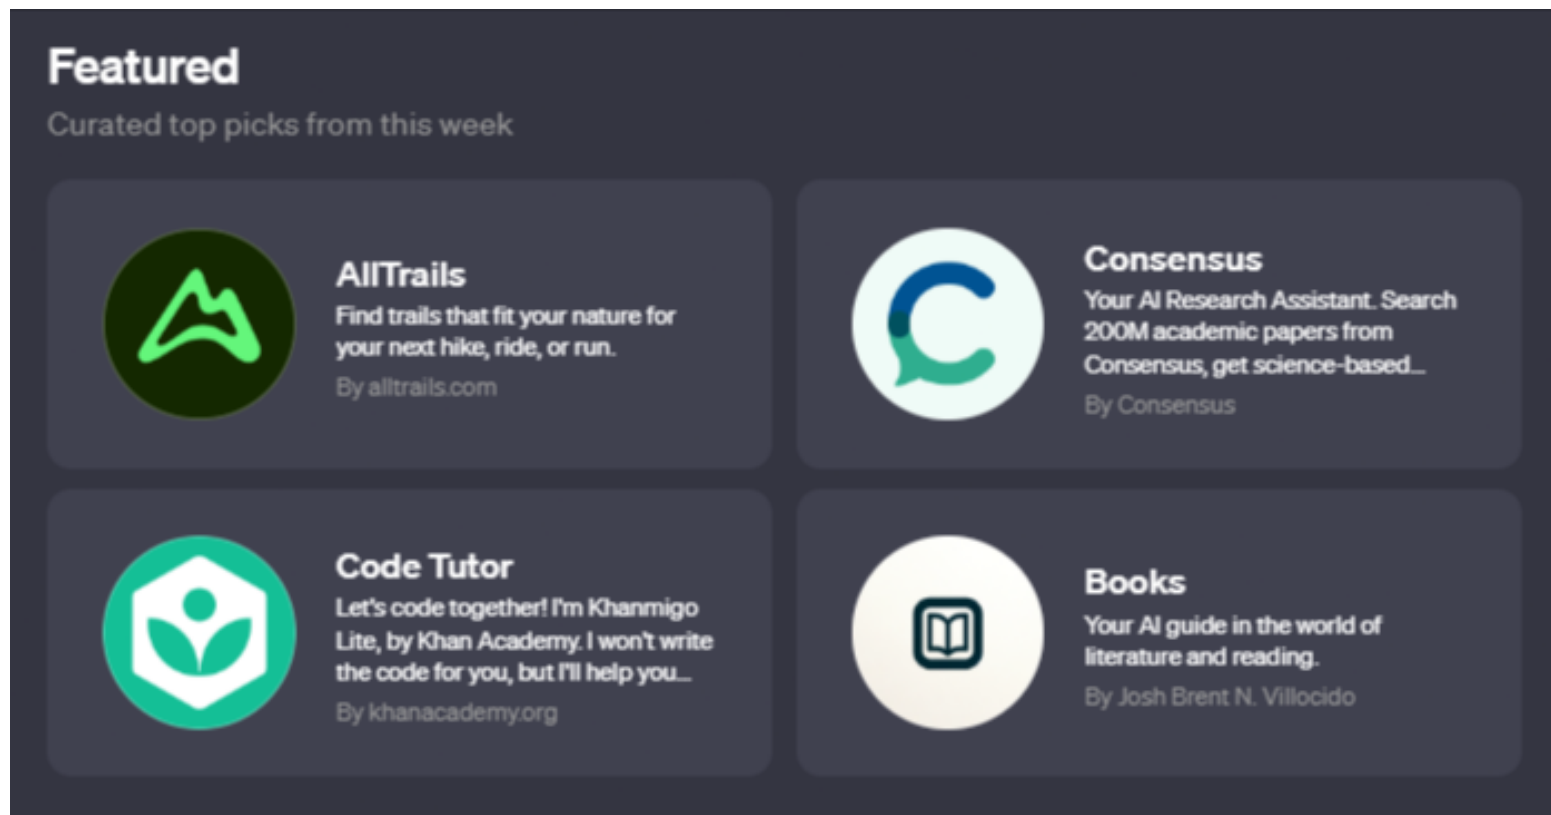 Featured
Curated top picks from this week
AllTrails
Find trails that fit your nature for
your next hike, ride, or run.
By alltrails.com
Consensus
Your AI Research Assistant. Search
200M academic papers from
Consensus, get science-based...
By Consensus
Code Tutor
Let's code together! I'm Khanmigo
Lite, by Khan Academy. I won't write
the code for you, but I'll help you...
By khanacademy.org
Books
Your AI guide in the world of
literature and reading.
By Josh Brent N. Villocido